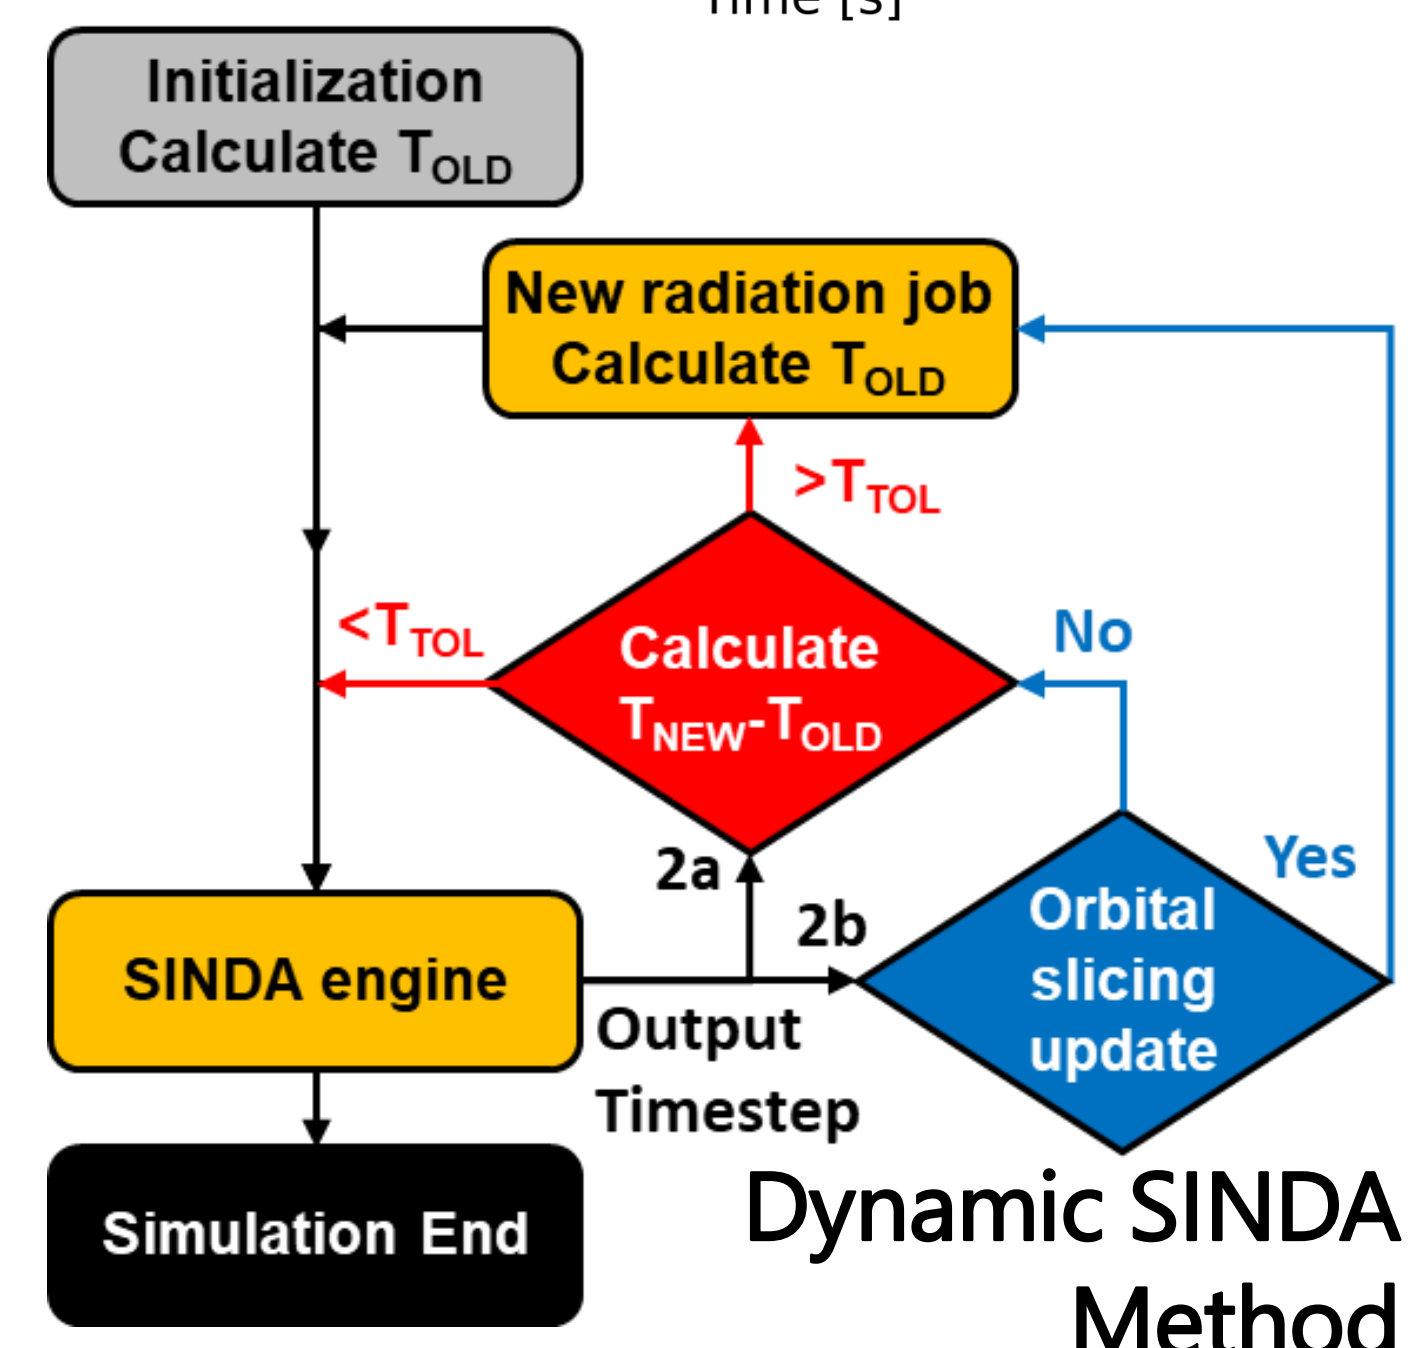 Time [s]
Initialization
Calculate TOLD
New radiation job
Calculate TOLD
>TTOL
<TTOL
Calculate
TNEW-TOLD
No
Yes
2a
2b
Orbital
slicing
update
SINDA engine
Output
Timestep
Simulation End
Dynamic SINDA
Method